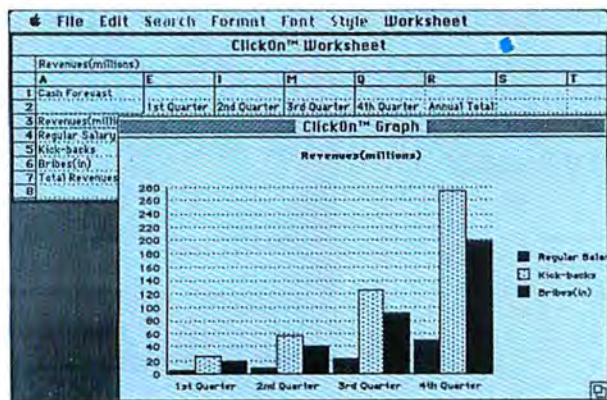 File Edit Search Format Font Style Worksheet
ClickOn™ Worksheet
Revenues(millions)
A E I M Q R S T
1 Cash Forecast
2 1st Quarter 2nd Quarter 3rd Quarter 4th Quarter Annual Total
3 Revenues(milli
4 Regular Salary
5 Kick-backs
6 Bribes(in)
7 Total Revenues
8
ClickOn™ Graph
Revenues(millions)
280
260
240
220
200
180
160
140
120
100
80
60
40
20
0
Regular Salar
Kick-backs
Bribes(in)
1st Quarter 2nd Quarter 3rd Quarter 4th Quarter